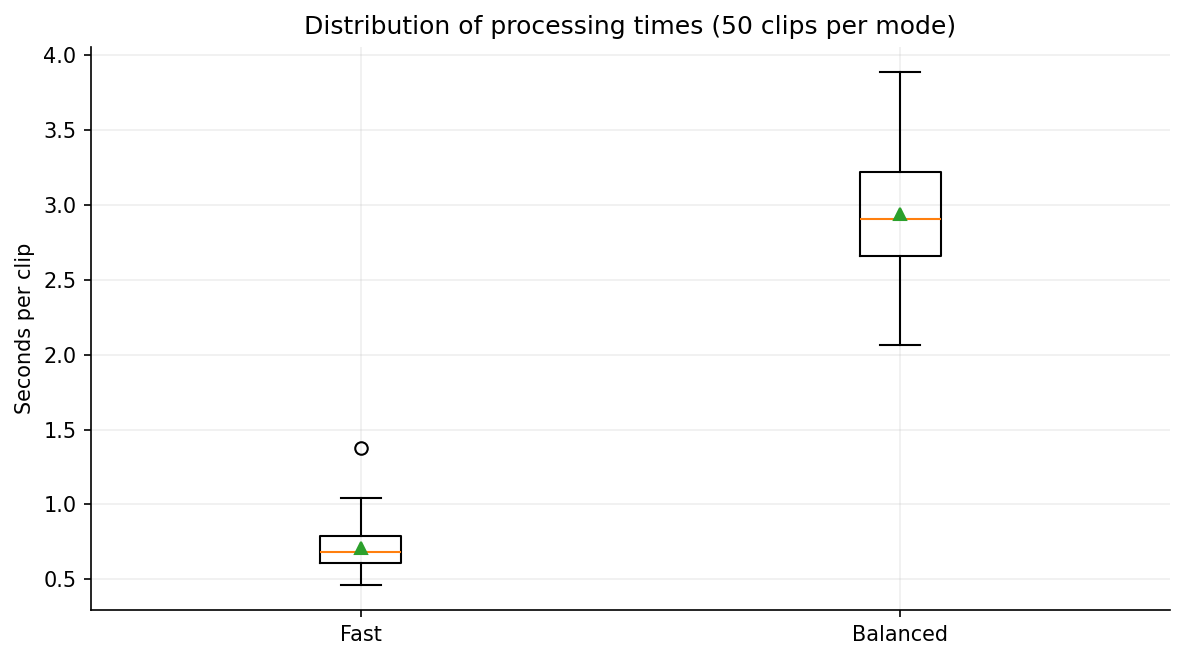 Distribution of processing times (50 clips per mode)
Seconds per clip
4.0
3.5
3.0
2.5
2.0
1.5
1.0
0.5
Fast
Balanced